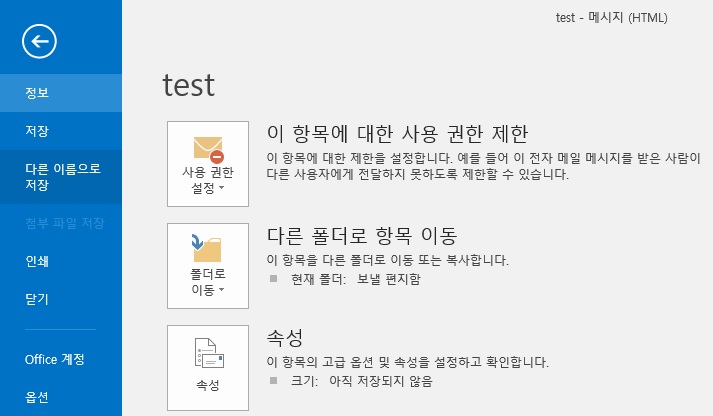 test - 메시지 (HTML)
정보
저장
다른 이름으로
저장
첨부 파일 저장
인쇄
닫기
Office 계정
옵션
test
사용 권한
설정
이 항목에 대한 사용 권한 제한
이 항목에 대한 제한을 설정합니다. 예를 들어 이 전자 메일 메시지를 받은 사람이
다른 사용자에게 전달하지 못하도록 제한할 수 있습니다.
폴더로
이동
다른 폴더로 항목 이동
이 항목을 다른 폴더로 이동 또는 복사합니다.
현재 폴더: 보낼 편지함
속성
속성
이 항목의 고급 옵션 및 속성을 설정하고 확인합니다.
크기: 아직 저장되지 않음